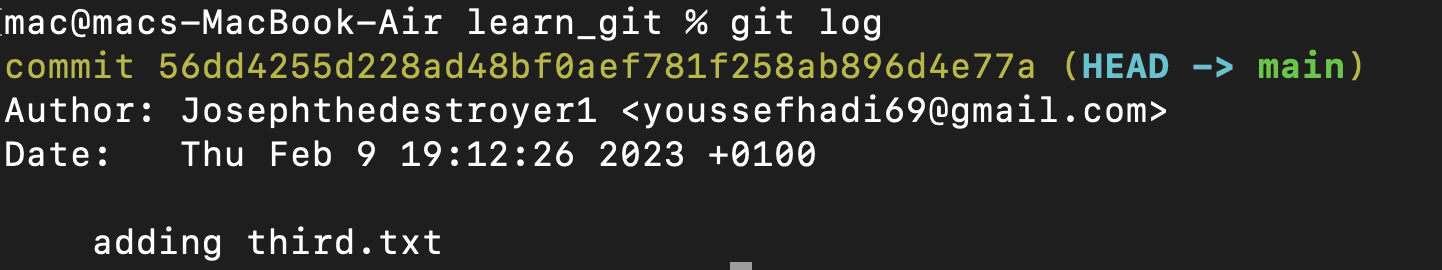 mac@macs-MacBook-Air learn_git % git log
commit 56dd4255d228ad48bf0aef781f258ab896d4e77a (HEAD -> main)
Author: Josephthedestroyer1 <youssefhadi69@gmail.com>
Date:   Thu Feb 9 19:12:26 2023 +0100

    adding third.txt